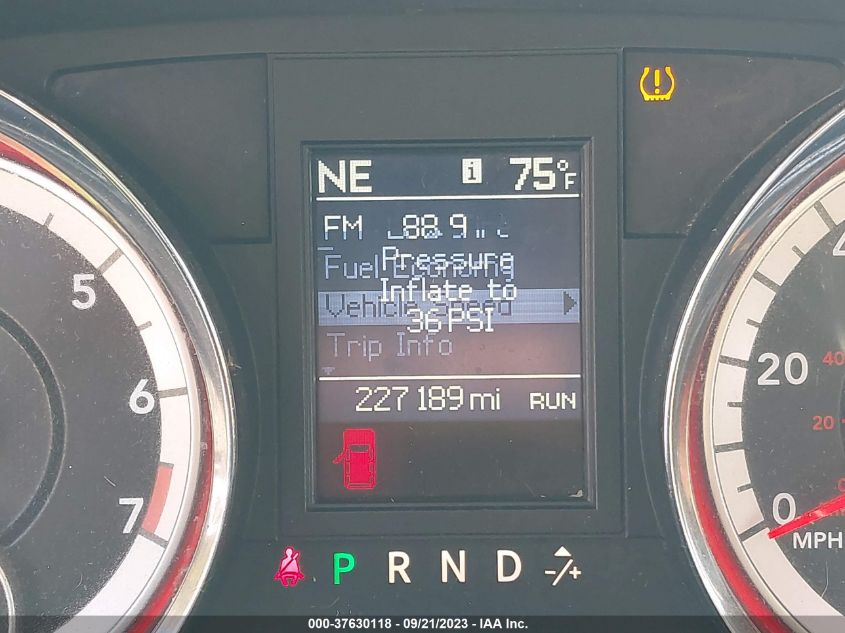 NE i 75°F
FM 88.9
Pressure
Fuel Economy
Inflate to
Vehicle Speed
36 PSI
Trip Info
227189 mi RUN
5
6
7
20
40
20
0
MPH
P R N D -/+
000-37630118 - 09/21/2023 - IAA Inc.